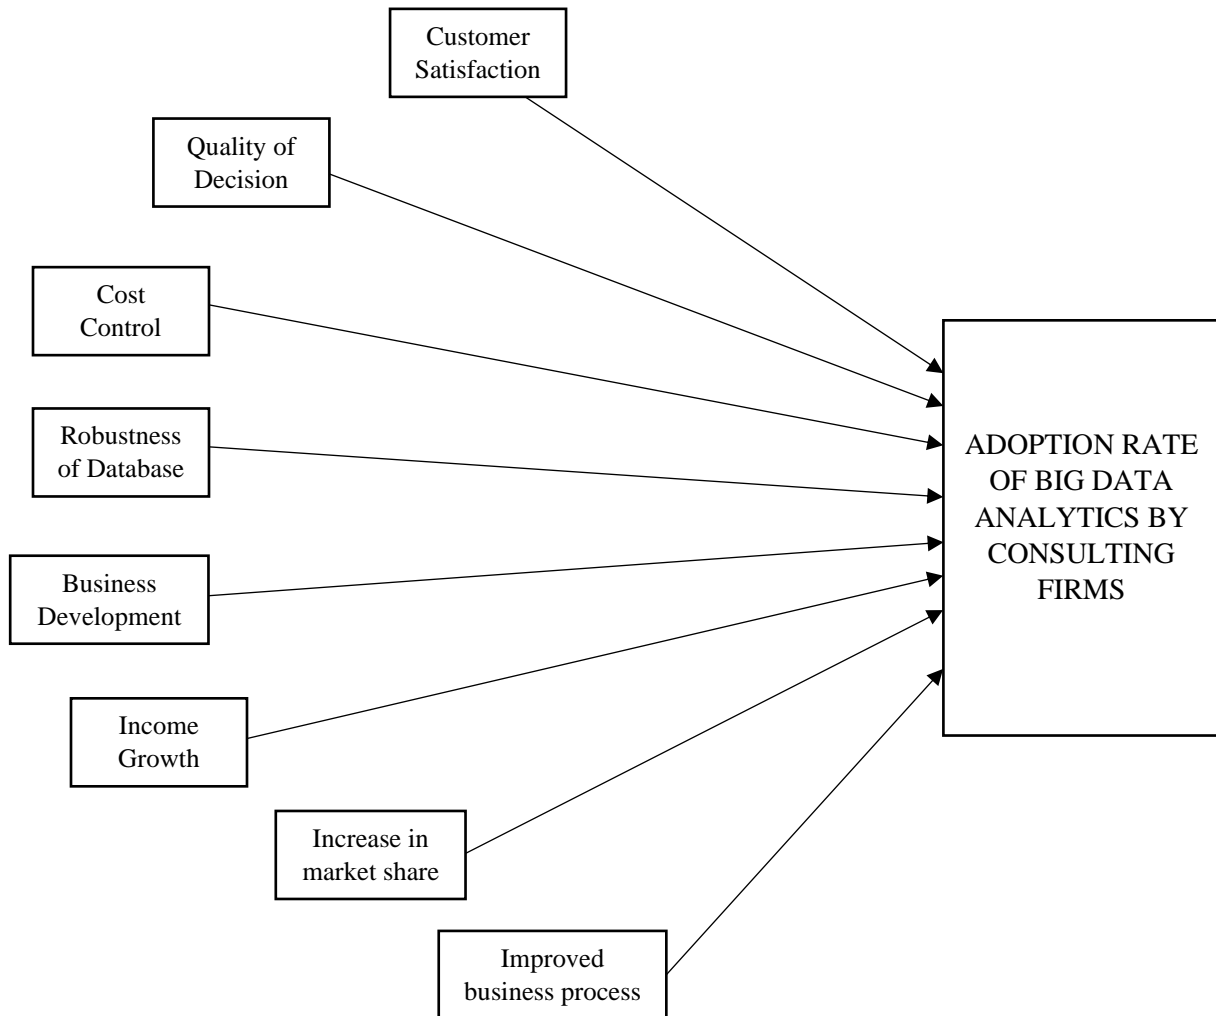 Customer
Satisfaction
Quality of
Decision
Cost
Control
Robustness
of Database
Business
Development
Income
Growth
Increase in
market share
Improved
business process
ADOPTION RATE
OF BIG DATA
ANALYTICS BY
CONSULTING
FIRMS